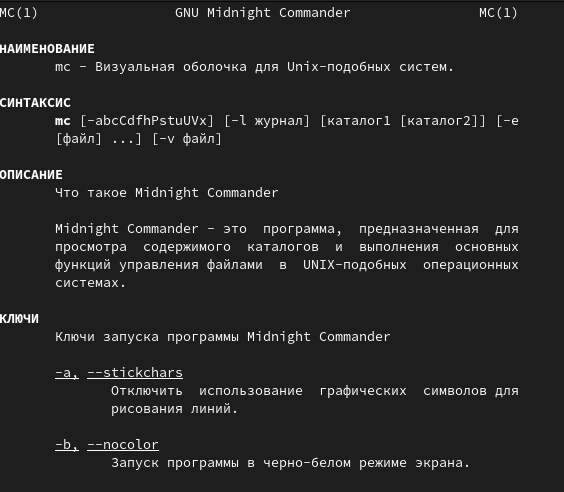 MC(1) GNU Midnight Commander MC(1)
НАИМЕНОВАНИЕ
mc - Визуальная оболочка для Unix-подобных систем.
СИНТАКСИС
mc [-abcCdfhPstuUVx] [-l журнал] [каталог1 [каталог2]] [-e
[файл] ...] [-v файл]
ОПИСАНИЕ
Что такое Midnight Commander
Midnight Commander - это программа, предназначенная для
просмотра содержимого каталогов и выполнения основных
функций управления файлами в UNIX-подобных операционных
системах.
КЛЮЧИ
Ключи запуска программы Midnight Commander
-a, --stickchars
Отключить использование графических символов для
рисования линий.
-b, --nocolor
Запуск программы в черно-белом режиме экрана.